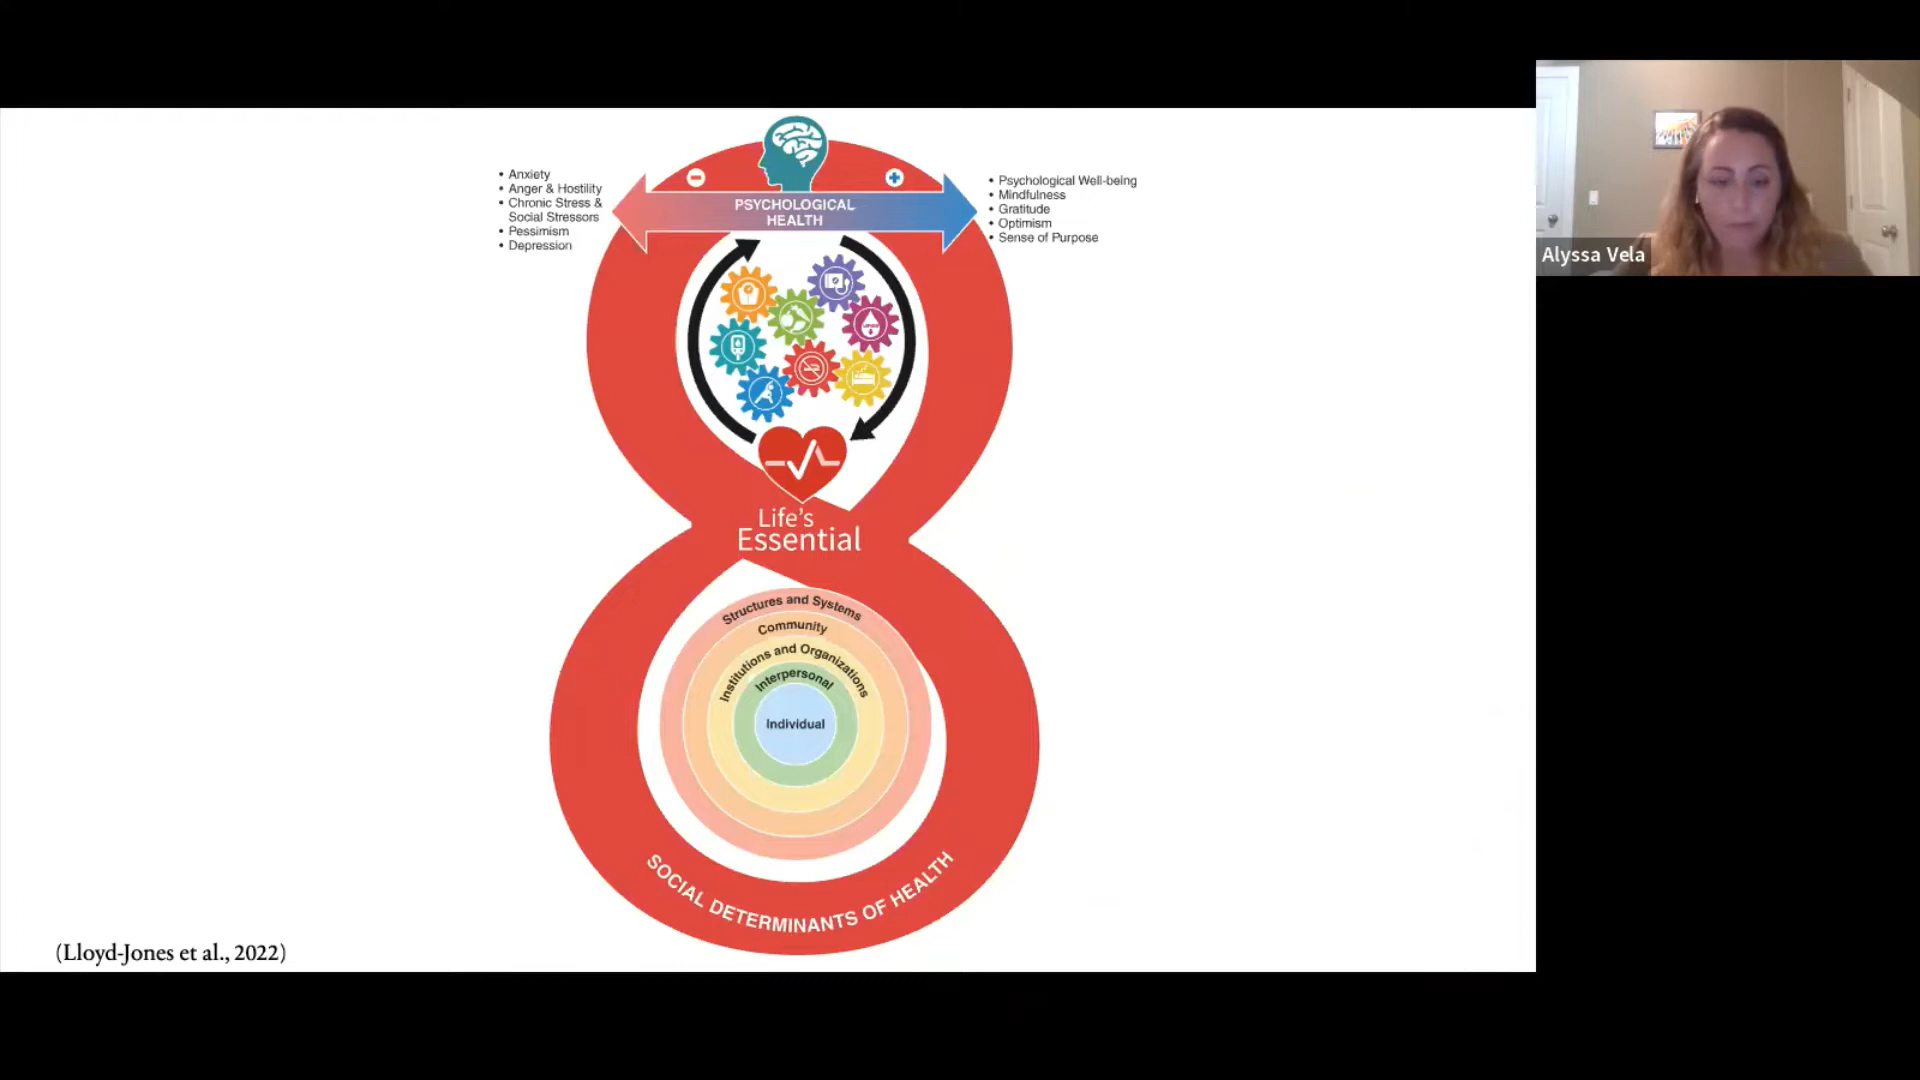 • Anxiety
• Anger & Hostility
• Chronic Stress &
Social Stressors
• Pessimism
• Depression
PSYCHOLOGICAL
HEALTH
• Psychological Well-being
• Mindfulness
• Gratitude
• Optimism
• Sense of Purpose
Alyssa Vela
Life's
Essential
Structures and Systems
Community
Institutions and Organizations
Interpersonal
Individual
SOCIAL DETERMINANTS OF HEALTH
(Lloyd-Jones et al., 2022)